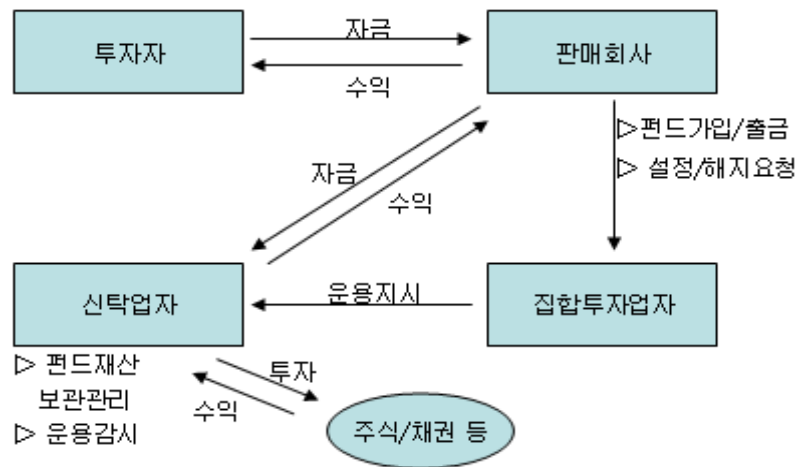 자금
투자자
판매회사
수익
▷펀드가입/출금
▷ 설정/해지요청
자금
수익
신탁업자
운용지시
집합투자업자
▷ 펀드재산
보관관리
▷ 운용감시
투자
수익
주식/채권 등